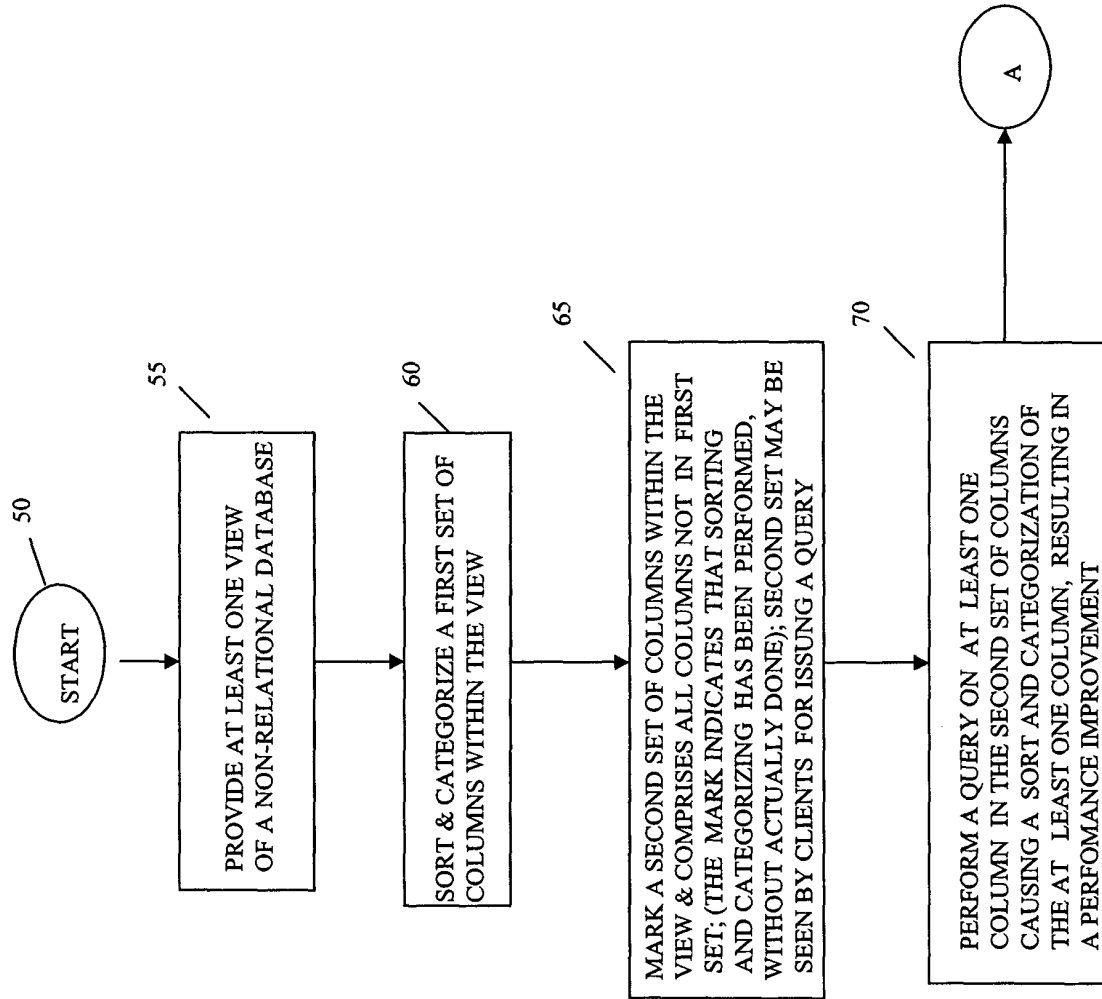 50
START
55
PROVIDE AT LEAST ONE VIEW
OF A NON-RELATIONAL DATABASE
60
SORT & CATEGORIZE A FIRST SET OF
COLUMNS WITHIN THE VIEW
65
MARK A SECOND SET OF COLUMNS WITHIN THE
VIEW & COMPRISES ALL COLUMNS NOT IN FIRST
SET; (THE MARK INDICATES THAT SORTING
AND CATEGORIZING HAS BEEN PERFORMED,
WITHOUT ACTUALLY DONE); SECOND SET MAY BE
SEEN BY CLIENTS FOR ISSUNG A QUERY
70
PERFORM A QUERY ON AT LEAST ONE
COLUMN IN THE SECOND SET OF COLUMNS
CAUSING A SORT AND CATEGORIZATION OF
THE AT LEAST ONE COLUMN, RESULTING IN
A PERFOMANCE IMPROVEMENT
A